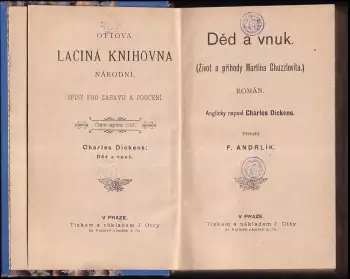 OTTOVA
LACINÁ KNIHOVNA
NÁRODNÍ.
SPISY PRO ZÁBAVU A POUČENÍ.
Charles Dickens:
Děd a vnuk.
V PRAZE.
Tiskem a nákladem J. Otty
Děd a vnuk.
(Život a příhody Martina Chuzzlevita.)
ROMÁN.
Anglicky napsal Charles Dickens.
Přeložil
F. ANDRLÍK.
V PRAZE.
Tiskem a nákladem J. Otty